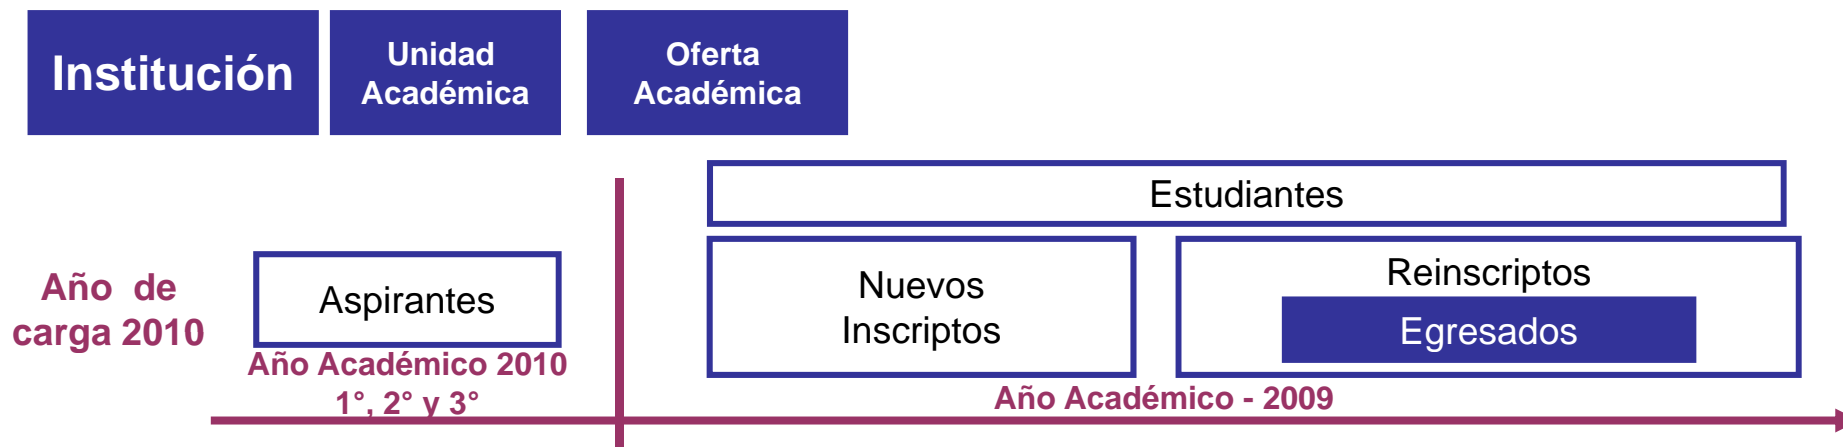 Institución
Unidad
Académica
Oferta
Académica
Estudiantes
Año de
carga 2010
Aspirantes
Nuevos
Inscriptos
Reinscriptos
Egresados
Año Académico 2010
1°, 2° y 3°
Año Académico - 2009